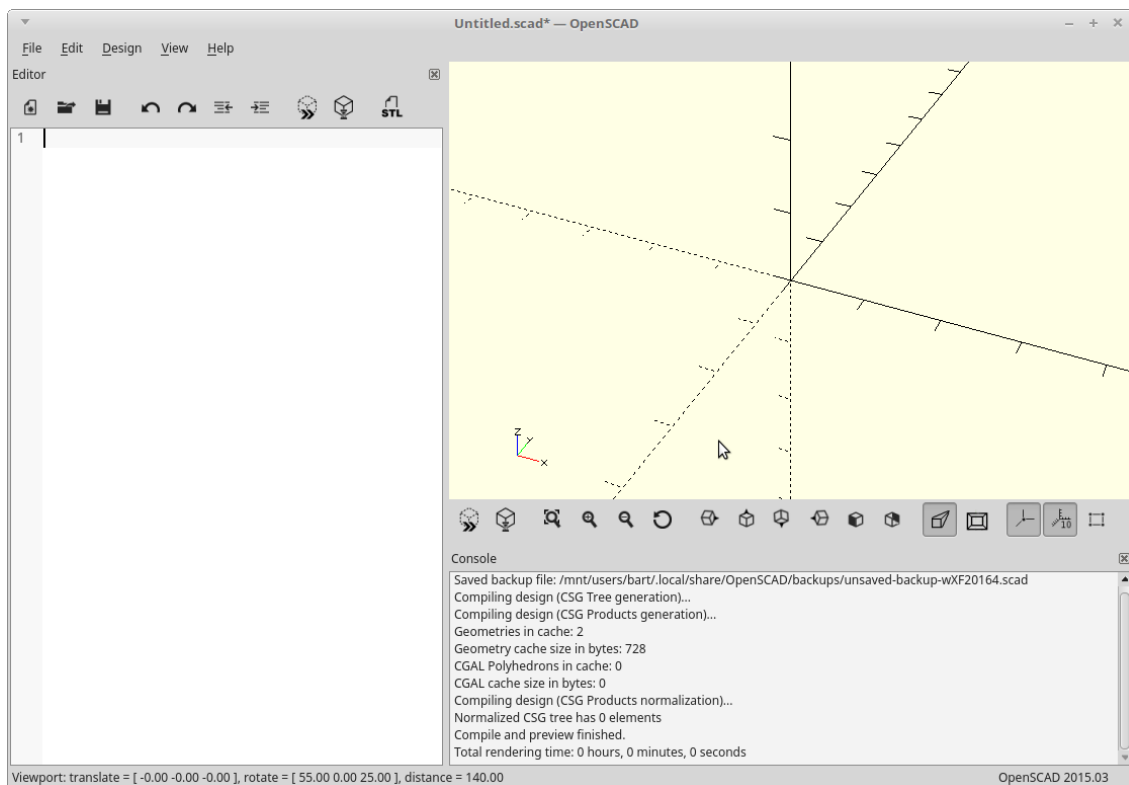 Untitled.scad* — OpenSCAD
File Edit Design View Help
Editor
STL
1
Z
Y
X
10
Console
Saved backup file: /mnt/users/bart/.local/share/OpenSCAD/backups/unsaved-backup-wXF20164.scad
Compiling design (CSG Tree generation)...
Compiling design (CSG Products generation)...
Geometries in cache: 2
Geometry cache size in bytes: 728
CGAL Polyhedrons in cache: 0
CGAL cache size in bytes: 0
Compiling design (CSG Products normalization)...
Normalized CSG tree has 0 elements
Compile and preview finished.
Total rendering time: 0 hours, 0 minutes, 0 seconds
Viewport: translate = [ -0.00 -0.00 -0.00 ], rotate = [ 55.00 0.00 25.00 ], distance = 140.00 OpenSCAD 2015.03